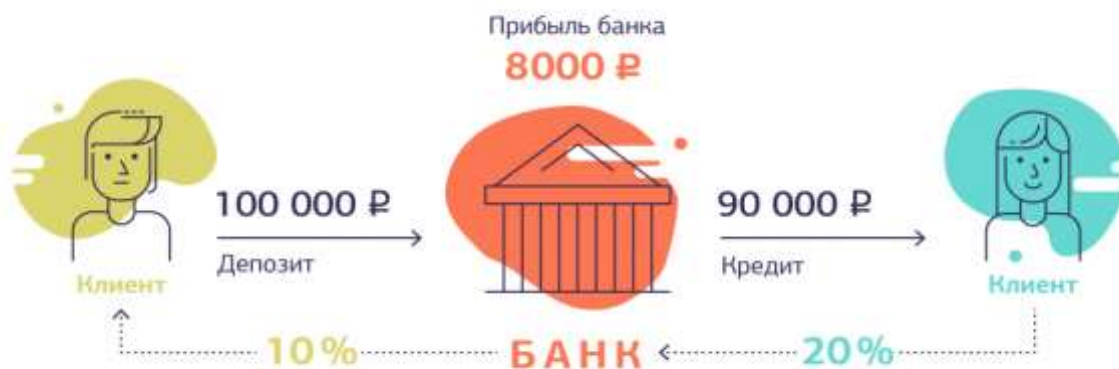 Прибыль банка
8000 ₽
100 000 ₽
Депозит
90 000 ₽
Кредит
Клиент
Клиент
10%
БАНК
20%